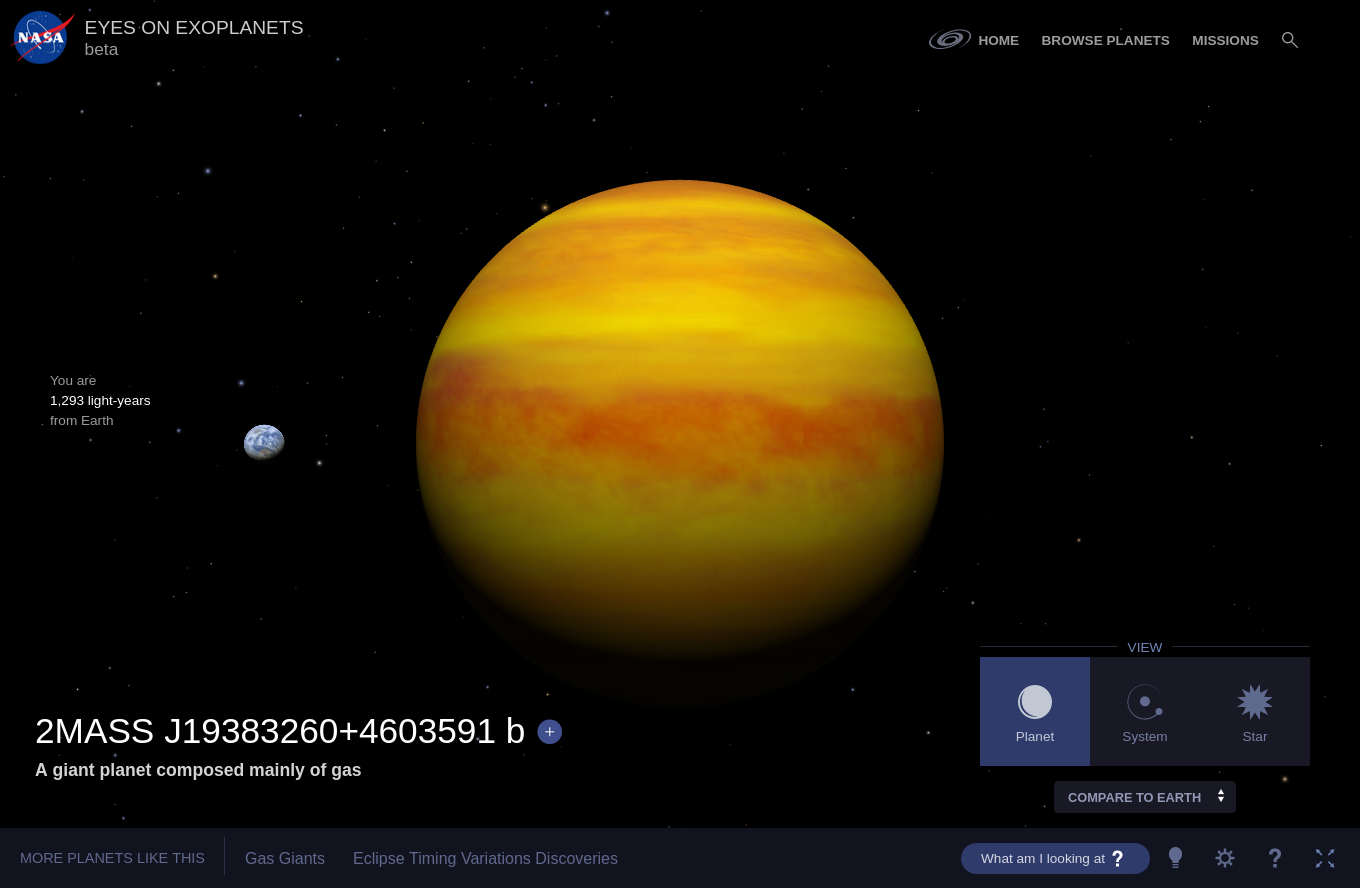 NASA
EYES ON EXOPLANETS
beta
HOME
BROWSE PLANETS
MISSIONS
You are
1,293 light-years
from Earth
2MASS J19383260+4603591 b +
A giant planet composed mainly of gas
VIEW
Planet
System
Star
COMPARE TO EARTH
MORE PLANETS LIKE THIS
Gas Giants
Eclipse Timing Variations Discoveries
What am I looking at ?
?